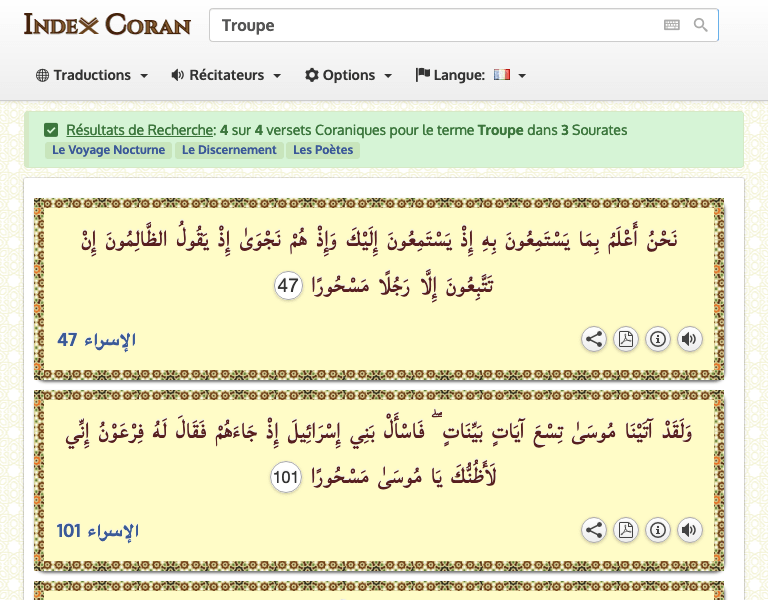 INDEX CORAN
Troupe
Traductions Récitateurs Options Langue:
Résultats de Recherche: 4 sur 4 versets Coraniques pour le terme Troupe dans 3 Sourates
Le Voyage Nocturne Le Discernement Les Poètes
نَحْنُ أَعْلَمُ بِمَا يَسْتَمِعُونَ بِهِ إِذْ يَسْتَمِعُونَ إِلَيْكَ وَإِذْ هُمْ نَجْوَىٰ إِذْ يَقُولُ الظَّالِمُونَ إِنْ
تَتَّبِعُونَ إِلَّا رَجُلًا مَسْحُورًا 47
الإسراء 47
وَلَقَدْ آتَيْنَا مُوسَىٰ تِسْعَ آيَاتٍ بَيِّنَاتٍ ۖ فَاسْأَلْ بَنِي إِسْرَائِيلَ إِذْ جَاءَهُمْ فَقَالَ لَهُ فِرْعَوْنُ إِنِّي
لَأَظُنُّكَ يَا مُوسَىٰ مَسْحُورًا 101
الإسراء 101